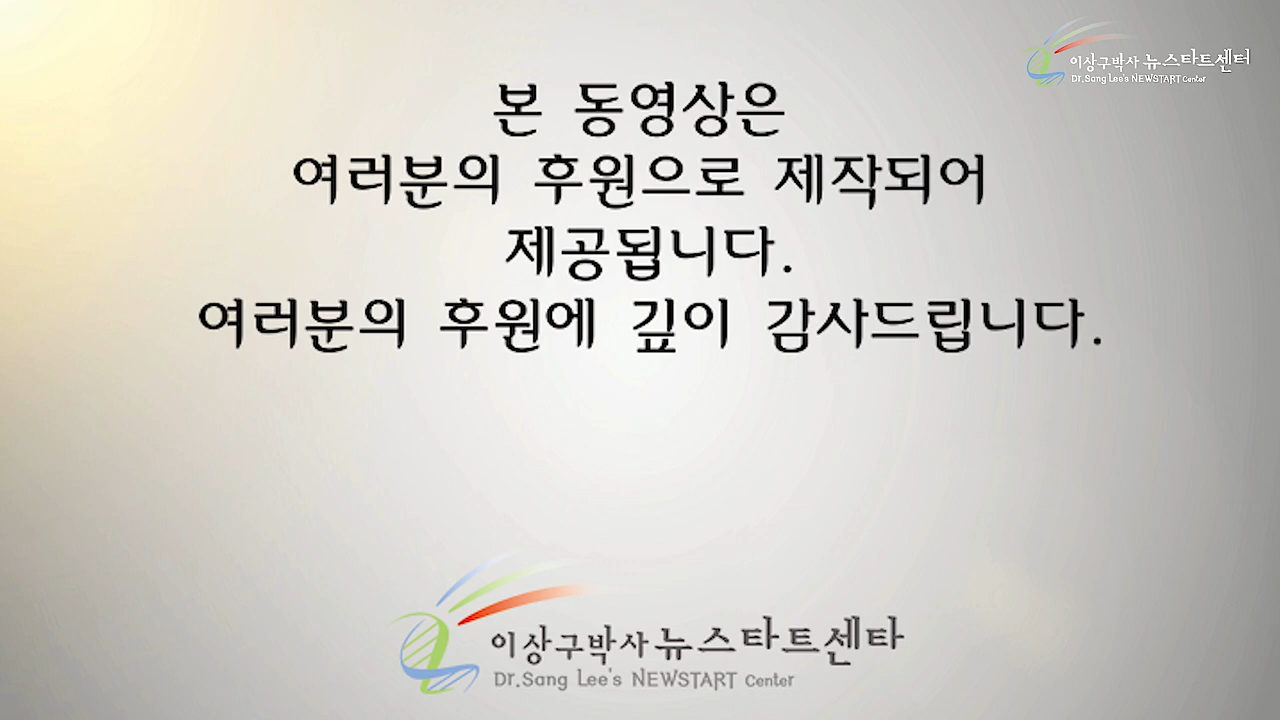 이상구박사 뉴스타트센터
Dr.Sang Lee's NEWSTART Center
본 동영상은
여러분의 후원으로 제작되어
제공됩니다.
여러분의 후원에 깊이 감사드립니다.
이상구박사 뉴스타트센타
Dr.Sang Lee's NEWSTART Center